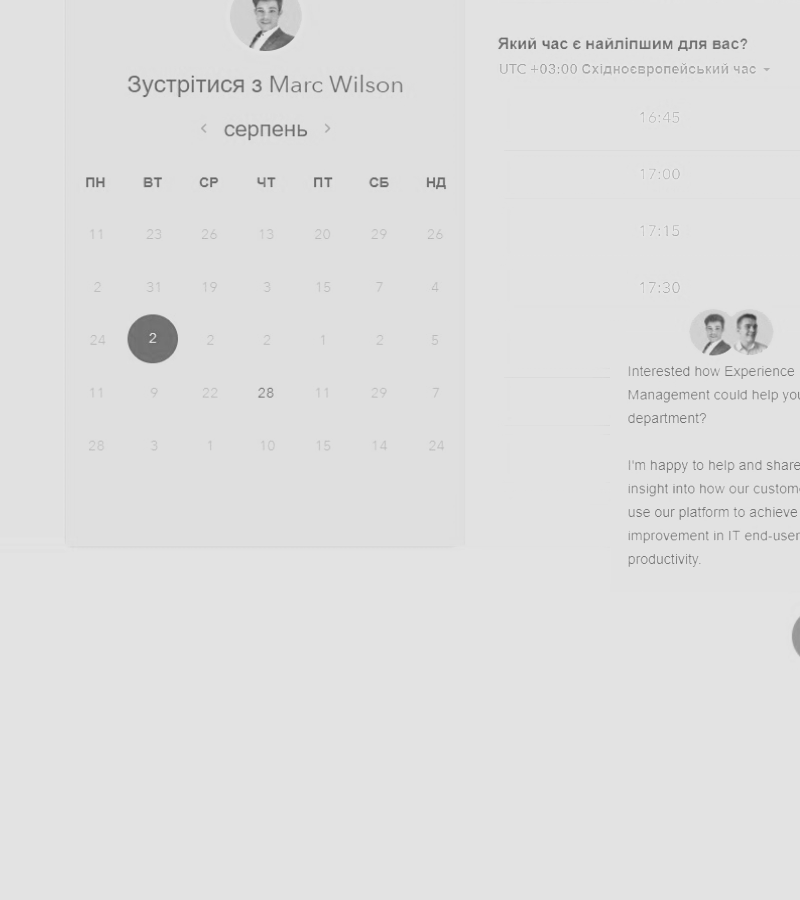 Зустрітися з Marc Wilson
серпень
ПН ВТ СР ЧТ ПТ СБ НД
11 23 26 13 20 29 26
2 31 19 3 15 7 4
24 2 2 2 1 2 5
11 9 22 28 11 29 7
28 3 1 10 15 14 24
Який час є найліпшим для вас?
UTC +03:00 Східноєвропейський час
16:45
17:00
17:15
17:30
Interested how Experience
Management could help you
department?
I'm happy to help and share
insight into how our custome
use our platform to achieve
improvement in IT end-user
productivity.